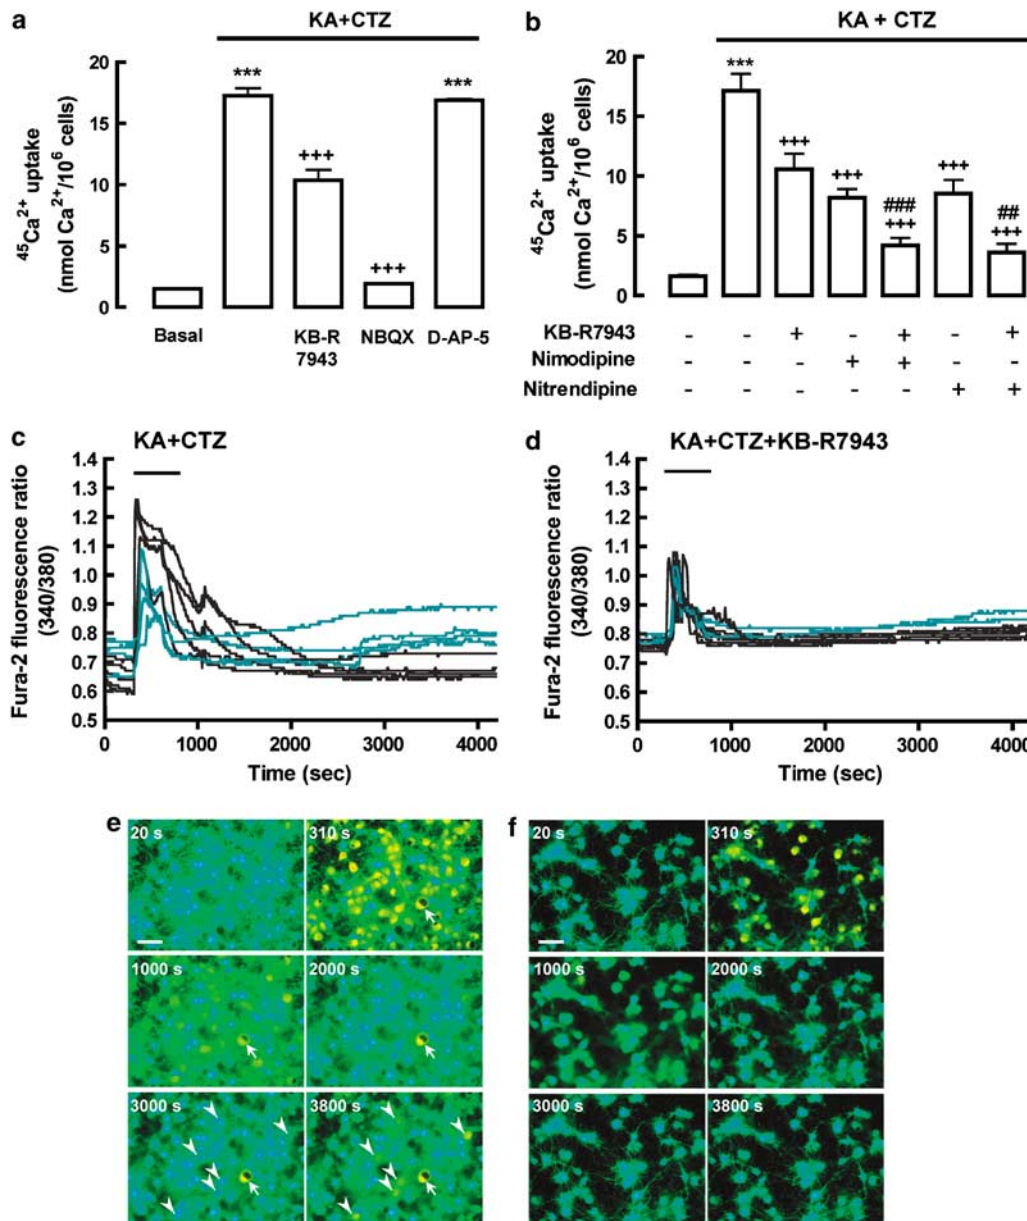 a
KA+CTZ
45Ca2+ uptake
(nmol Ca2+/10^6 cells)
20
15
10
5
0
***
+++
+++
***
Basal
KB-R
7943
NBQX
D-AP-5
b
KA + CTZ
45Ca2+ uptake
(nmol Ca2+/10^6 cells)
20
15
10
5
0
***
+++
+++
###
+++
+++
##
+++
KB-R7943 - - + - + - +
Nimodipine - - - + + - -
Nitrendipine - - - - - + +
c
KA+CTZ
Fura-2 fluorescence ratio
(340/380)
1.4
1.3
1.2
1.1
1.0
0.9
0.8
0.7
0.6
0.5
0 1000 2000 3000 4000
Time (sec)
d
KA+CTZ+KB-R7943
Fura-2 fluorescence ratio
(340/380)
1.4
1.3
1.2
1.1
1.0
0.9
0.8
0.7
0.6
0.5
0 1000 2000 3000 4000
Time (sec)
e
20 s
310 s
1000 s
2000 s
3000 s
3800 s
f
20 s
310 s
1000 s
2000 s
3000 s
3800 s